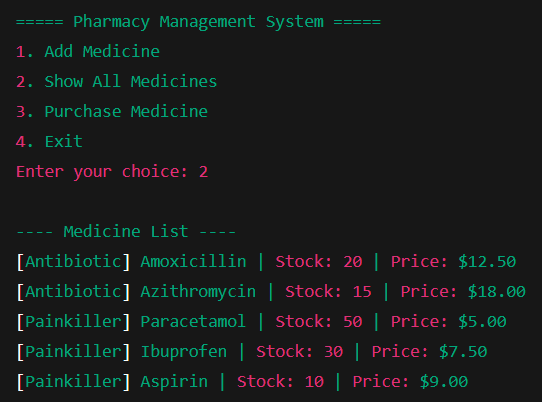 ===== Pharmacy Management System =====
1. Add Medicine
2. Show All Medicines
3. Purchase Medicine
4. Exit
Enter your choice: 2
---- Medicine List ----
[Antibiotic] Amoxicillin | Stock: 20 | Price: $12.50
[Antibiotic] Azithromycin | Stock: 15 | Price: $18.00
[Painkiller] Paracetamol | Stock: 50 | Price: $5.00
[Painkiller] Ibuprofen | Stock: 30 | Price: $7.50
[Painkiller] Aspirin | Stock: 10 | Price: $9.00